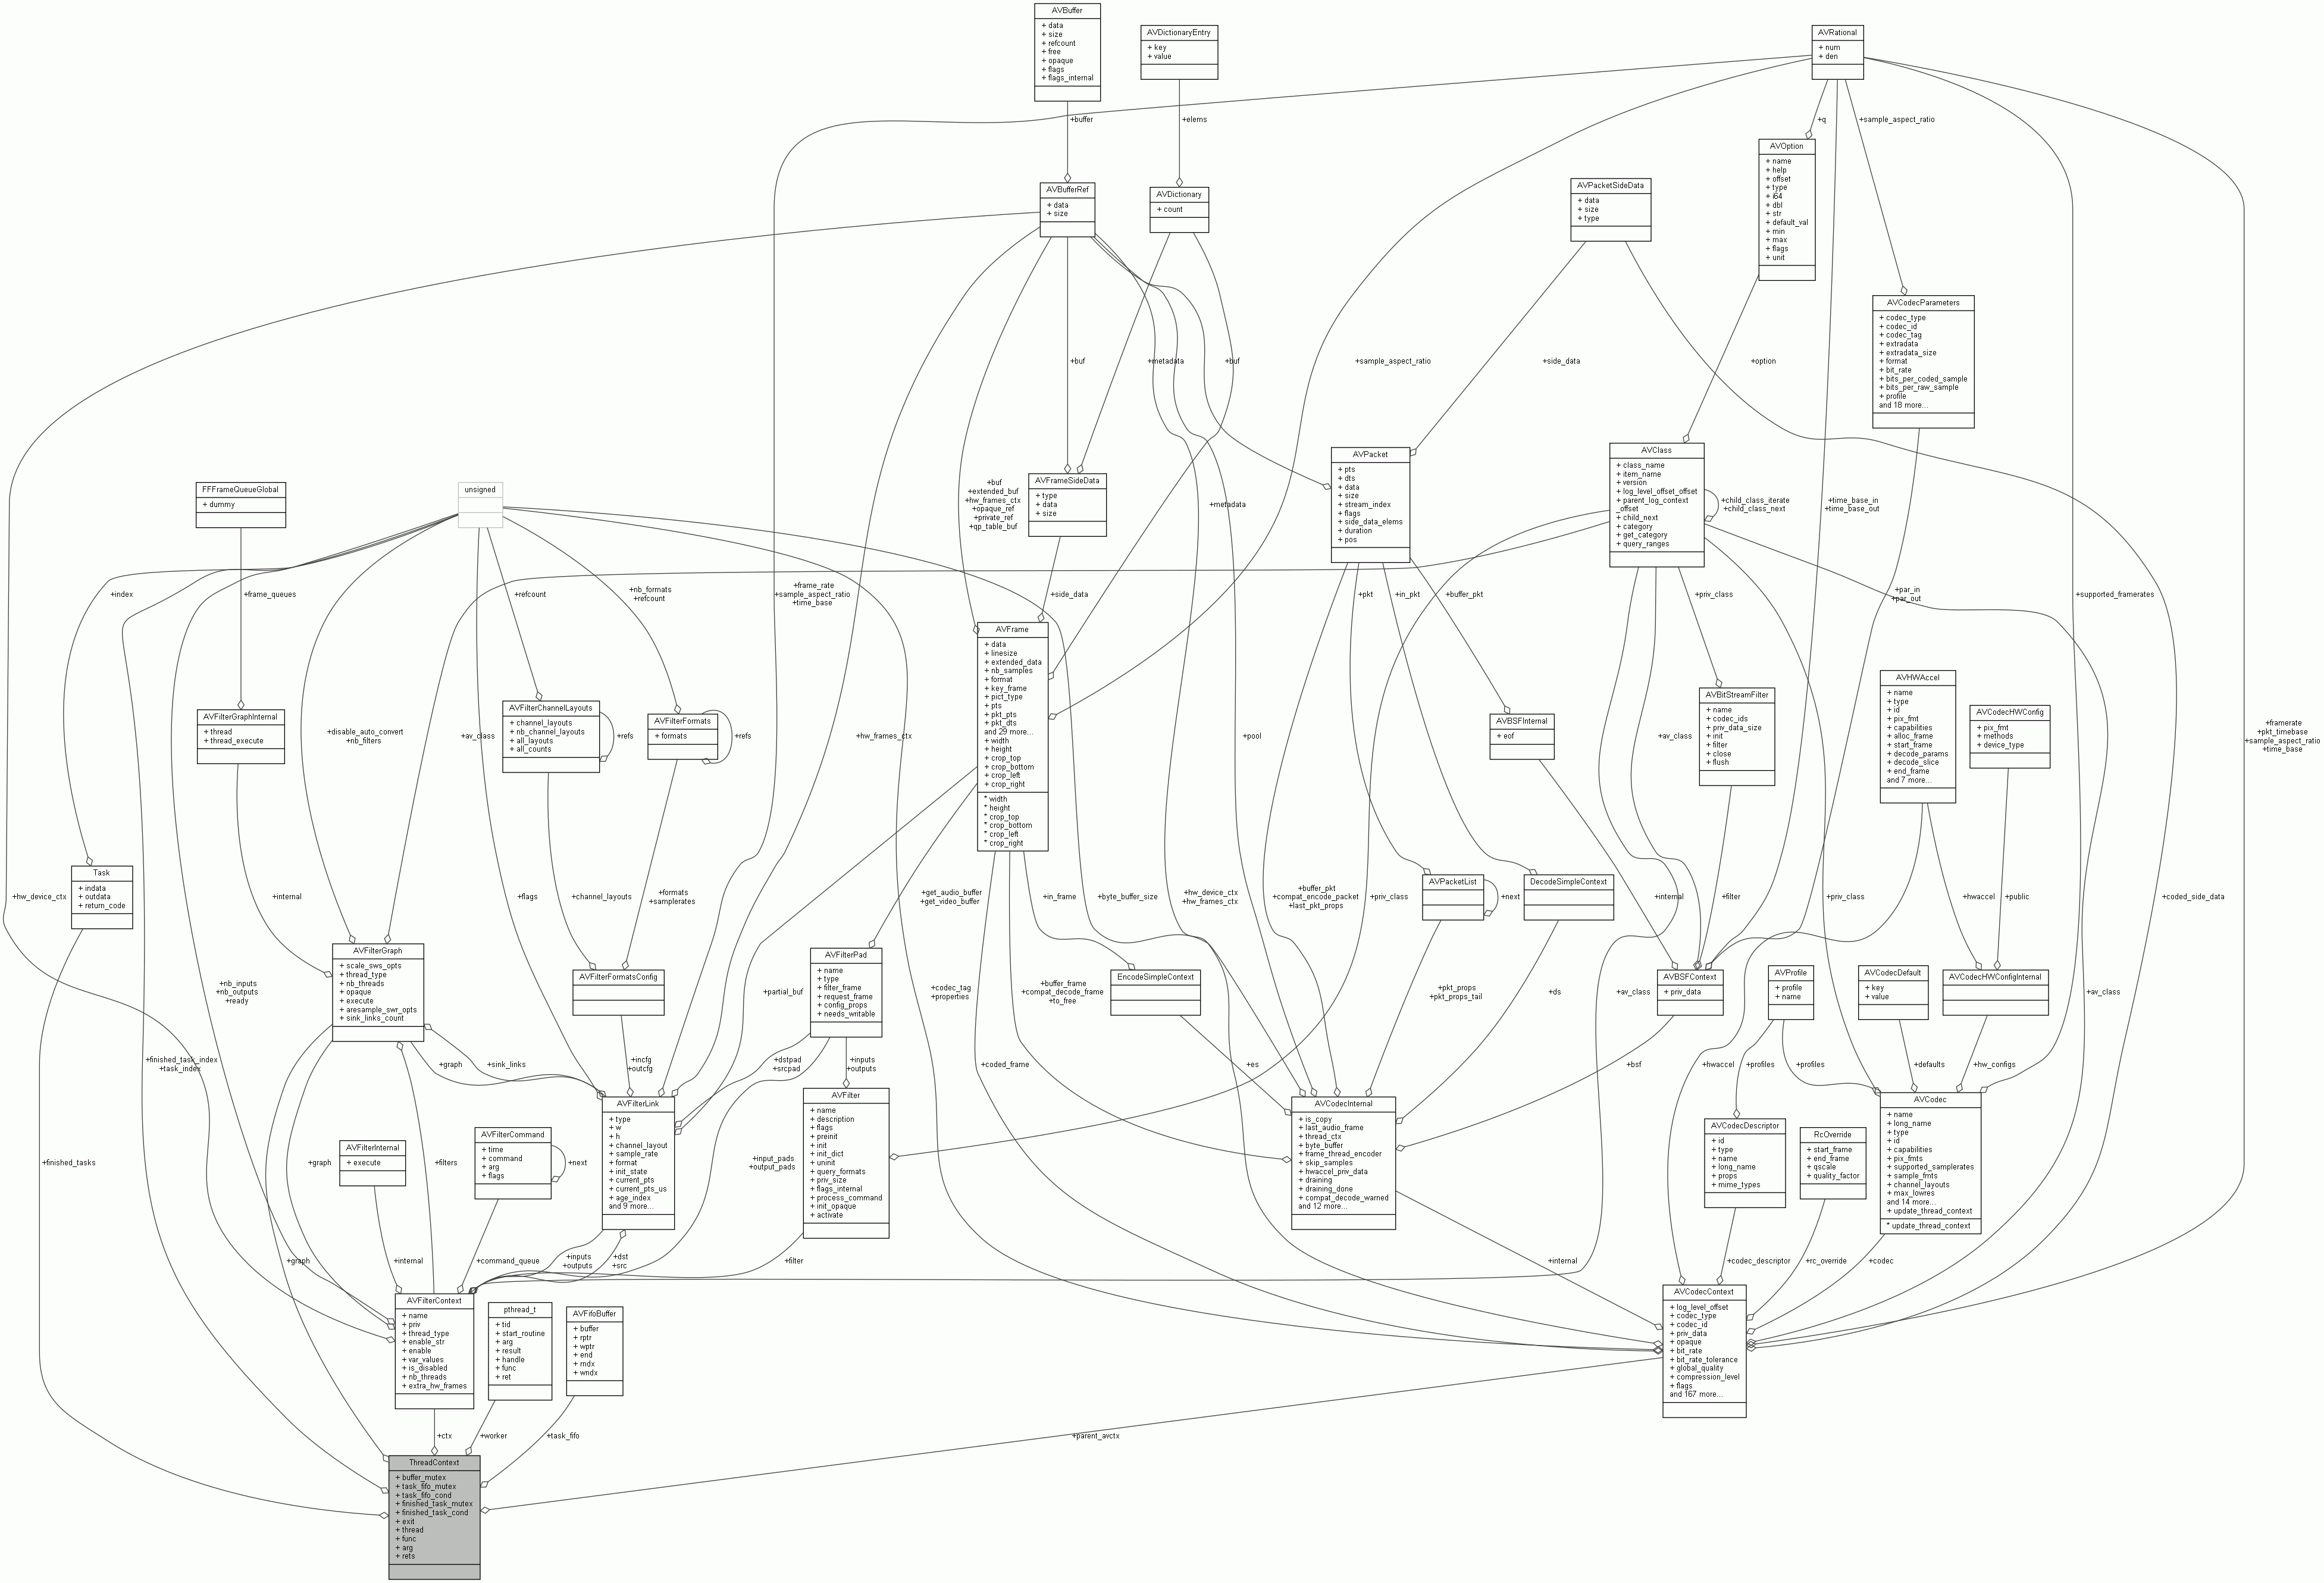 AVBuffer
+ data
+ size
+ refcount
+ free
+ opaque
+ flags
+ flags_internal
AVDictionaryEntry
+ key
+ value
AVRational
+ num
+ den
+buffer
+elems
+q
+sample_aspect_ratio
AVOption
+ name
+ help
+ offset
+ type
+ i64
+ dbl
+ str
+ default_val
+ min
+ max
+ flags
+ unit
AVBufferRef
+ data
+ size
AVDictionary
+ count
AVPacketSideData
+ data
+ size
+ type
AVCodecParameters
+ codec_type
+ codec_id
+ codec_tag
+ extradata
+ extradata_size
+ format
+ bit_rate
+ bits_per_coded_sample
+ bits_per_raw_sample
+ profile
and 18 more...
+buf
+metadata
+buf
+sample_aspect_ratio
+side_data
+option
AVClass
+ class_name
+ item_name
+ version
+ log_level_offset_offset
+ parent_log_context
_offset
+ child_next
+ category
+ get_category
+ query_ranges
+child_class_iterate
+child_class_next
+time_base_in
+time_base_out
AVPacket
+ pts
+ dts
+ data
+ size
+ stream_index
+ flags
+ side_data_elems
+ duration
+ pos
AVFrameSideData
+ type
+ data
+ size
+buf
+extended_buf
+hw_frames_ctx
+opaque_ref
+private_ref
+qp_table_buf
+metadata
FFFrameQueueGlobal
+ dummy
unsigned
+index
+frame_queues
+refcount
+nb_formats
+refcount
+frame_rate
+sample_aspect_ratio
+time_base
+side_data
+pkt
+in_pkt
+buffer_pkt
+priv_class
+par_in
+par_out
+supported_framerates
AVFrame
+ data
+ linesize
+ extended_data
+ nb_samples
+ format
+ key_frame
+ pict_type
+ pts
+ pkt_pts
+ pkt_dts
and 29 more...
+ width
+ height
+ crop_top
+ crop_bottom
+ crop_left
+ crop_right
* width
* height
* crop_top
* crop_bottom
* crop_left
* crop_right
AVFilterGraphInternal
+ thread
+ thread_execute
+disable_auto_convert
+nb_filters
+av_class
AVFilterChannelLayouts
+ channel_layouts
+ nb_channel_layouts
+ all_layouts
+ all_counts
+refs
AVFilterFormats
+ formats
+refs
+hw_frames_ctx
+pool
AVBSFInternal
+ eof
+av_class
AVBitStreamFilter
+ name
+ codec_ids
+ priv_data_size
+ init
+ filter
+ close
+ flush
AVHWAccel
+ name
+ type
+ id
+ pix_fmt
+ capabilities
+ alloc_frame
+ start_frame
+ decode_params
+ decode_slice
+ end_frame
and 7 more...
AVCodecHWConfig
+ pix_fmt
+ methods
+ device_type
+framerate
+pkt_timebase
+sample_aspect_ratio
+time_base
Task
+ indata
+ outdata
+ return_code
+hw_device_ctx
+internal
+flags
+channel_layouts
+formats
+samplerates
+get_audio_buffer
+get_video_buffer
+in_frame
+byte_buffer_size
+hw_device_ctx
+hw_frames_ctx
+buffer_pkt
+compat_encode_packet
+last_pkt_props
+priv_class
AVPacketList
+next
DecodeSimpleContext
+internal
+filter
+priv_class
+hwaccel
+public
+coded_side_data
AVFilterGraph
+ scale_sws_opts
+ thread_type
+ nb_threads
+ opaque
+ execute
+ aresample_swr_opts
+ sink_links_count
AVFilterFormatsConfig
AVFilterPad
+ name
+ type
+ filter_frame
+ request_frame
+ config_props
+ needs_writable
EncodeSimpleContext
AVBSFContext
+ priv_data
AVProfile
+ profile
+ name
AVCodecDefault
+ key
+ value
AVCodecHWConfigInternal
+nb_inputs
+nb_outputs
+ready
+partial_buf
+codec_tag
+properties
+buffer_frame
+compat_decode_frame
+to_free
+pkt_props
+pkt_props_tail
+ds
+av_class
+av_class
+finished_task_index
+task_index
+graph
+sink_links
+incfg
+outcfg
+dstpad
+srcpad
+inputs
+outputs
+coded_frame
+es
+bsf
+hwaccel
+profiles
+profiles
+defaults
+hw_configs
AVFilterLink
+ type
+ w
+ h
+ channel_layout
+ sample_rate
+ format
+ init_state
+ current_pts
+ current_pts_us
+ age_index
and 9 more...
AVFilter
+ name
+ description
+ flags
+ preinit
+ init
+ init_dict
+ uninit
+ query_formats
+ priv_size
+ flags_internal
+ process_command
+ init_opaque
+ activate
AVCodecInternal
+ is_copy
+ last_audio_frame
+ thread_ctx
+ byte_buffer
+ frame_thread_encoder
+ skip_samples
+ hwaccel_priv_data
+ draining
+ draining_done
+ compat_decode_warned
and 12 more...
AVCodecDescriptor
+ id
+ type
+ name
+ long_name
+ props
+ mime_types
RcOverride
+ start_frame
+ end_frame
+ qscale
+ quality_factor
AVCodec
+ name
+ long_name
+ type
+ id
+ capabilities
+ pix_fmts
+ supported_samplerates
+ sample_fmts
+ channel_layouts
+ max_lowres
and 14 more...
+ update_thread_context
* update_thread_context
+finished_tasks
+graph
AVFilterInternal
+ execute
+filters
AVFilterCommand
+ time
+ command
+ arg
+ flags
+next
+input_pads
+output_pads
+graph
+internal
+command_queue
+inputs
+outputs
+dst
+src
+filter
+internal
+codec_descriptor
+rc_override
+codec
AVFilterContext
+ name
+ priv
+ thread_type
+ enable_str
+ enable
+ var_values
+ is_disabled
+ nb_threads
+ extra_hw_frames
pthread_t
+ tid
+ start_routine
+ arg
+ result
+ handle
+ func
+ ret
AVFifoBuffer
+ buffer
+ rptr
+ wptr
+ end
+ rndx
+ wndx
AVCodecContext
+ log_level_offset
+ codec_type
+ codec_id
+ priv_data
+ opaque
+ bit_rate
+ bit_rate_tolerance
+ global_quality
+ compression_level
+ flags
and 167 more...
+ctx
+worker
+task_fifo
+parent_avctx
ThreadContext
+ buffer_mutex
+ task_fifo_mutex
+ task_fifo_cond
+ finished_task_mutex
+ finished_task_cond
+ exit
+ thread
+ func
+ arg
+ rets